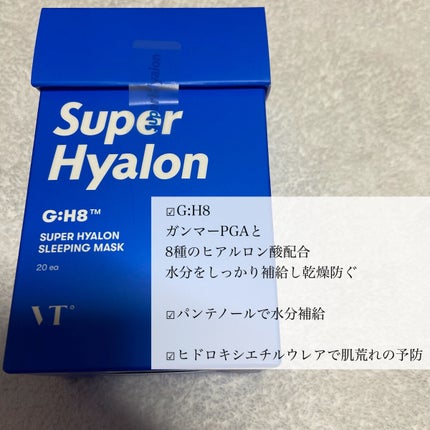 Super
Hyalon
G:H8™
SUPER HYALON
SLEEPING MASK
20 ea
VT°
☑G:H8
ガンマーPGAと
8種のヒアルロン酸配合
水分をしっかり補給し乾燥防ぐ
☑パンテノールで水分補給
☑ヒドロキシエチルウレアで肌荒れの予防